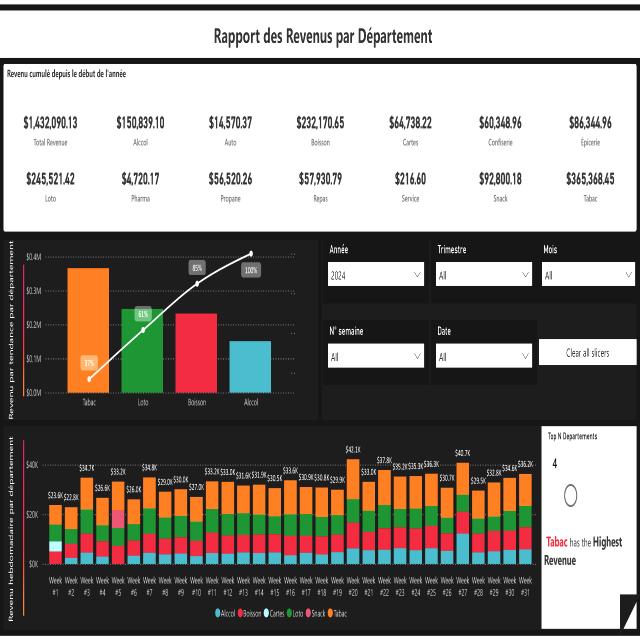 Rapport des Revenus par Département
Revenu cumulé depuis le début de l'année
$1,432,090.13 $150,839.10 $14,570.37 $232,170.65 $64,738.22 $60,348.96 $86,344.96
Total Revenue Alcool Auto Boisson Cartes Confiserie Epicerie
$245,521.42 $4,720.17 $56,520.26 $57,930.79 $216.60 $92,800.18 $365,368.45
Loto Pharma Propane Repas Service Snack Tabac
Revenu par tendance par département
$0.4M
$0.3M
$0.2M
$0.1M
$0.0M
37% 61% 85% 100%
Tabac Loto Boisson Alcool
Année Trimestre Mois
2024 All All
N° semaine Date
All All
Clear all slicers
Revenu hebdomadaire par département
$40K
$20K
$0K
$23.6K $22.8K $34.7K $26.6K $33.2K $26.0K $34.8K $29.0K $30.0K $27.0K $33.2K $33.0K $31.6K $31.9K $30.5K $33.6K $30.9K $30.8K $29.9K $42.1K $33.0K $37.8K $35.2K $35.3K $36.3K $30.7K $40.7K $29.5K $32.8K $34.6K $36.2K
Week Week Week Week Week Week Week Week Week Week Week Week Week Week Week Week Week Week Week Week Week Week Week Week Week Week Week Week Week Week Week
#1 #2 #3 #4 #5 #6 #7 #8 #9 #10 #11 #12 #13 #14 #15 #16 #17 #18 #19 #20 #21 #22 #23 #24 #25 #26 #27 #28 #29 #30 #31
Alcool Boisson Cartes Loto Snack Tabac
Top N Departements
4
Tabac has the Highest
Revenue